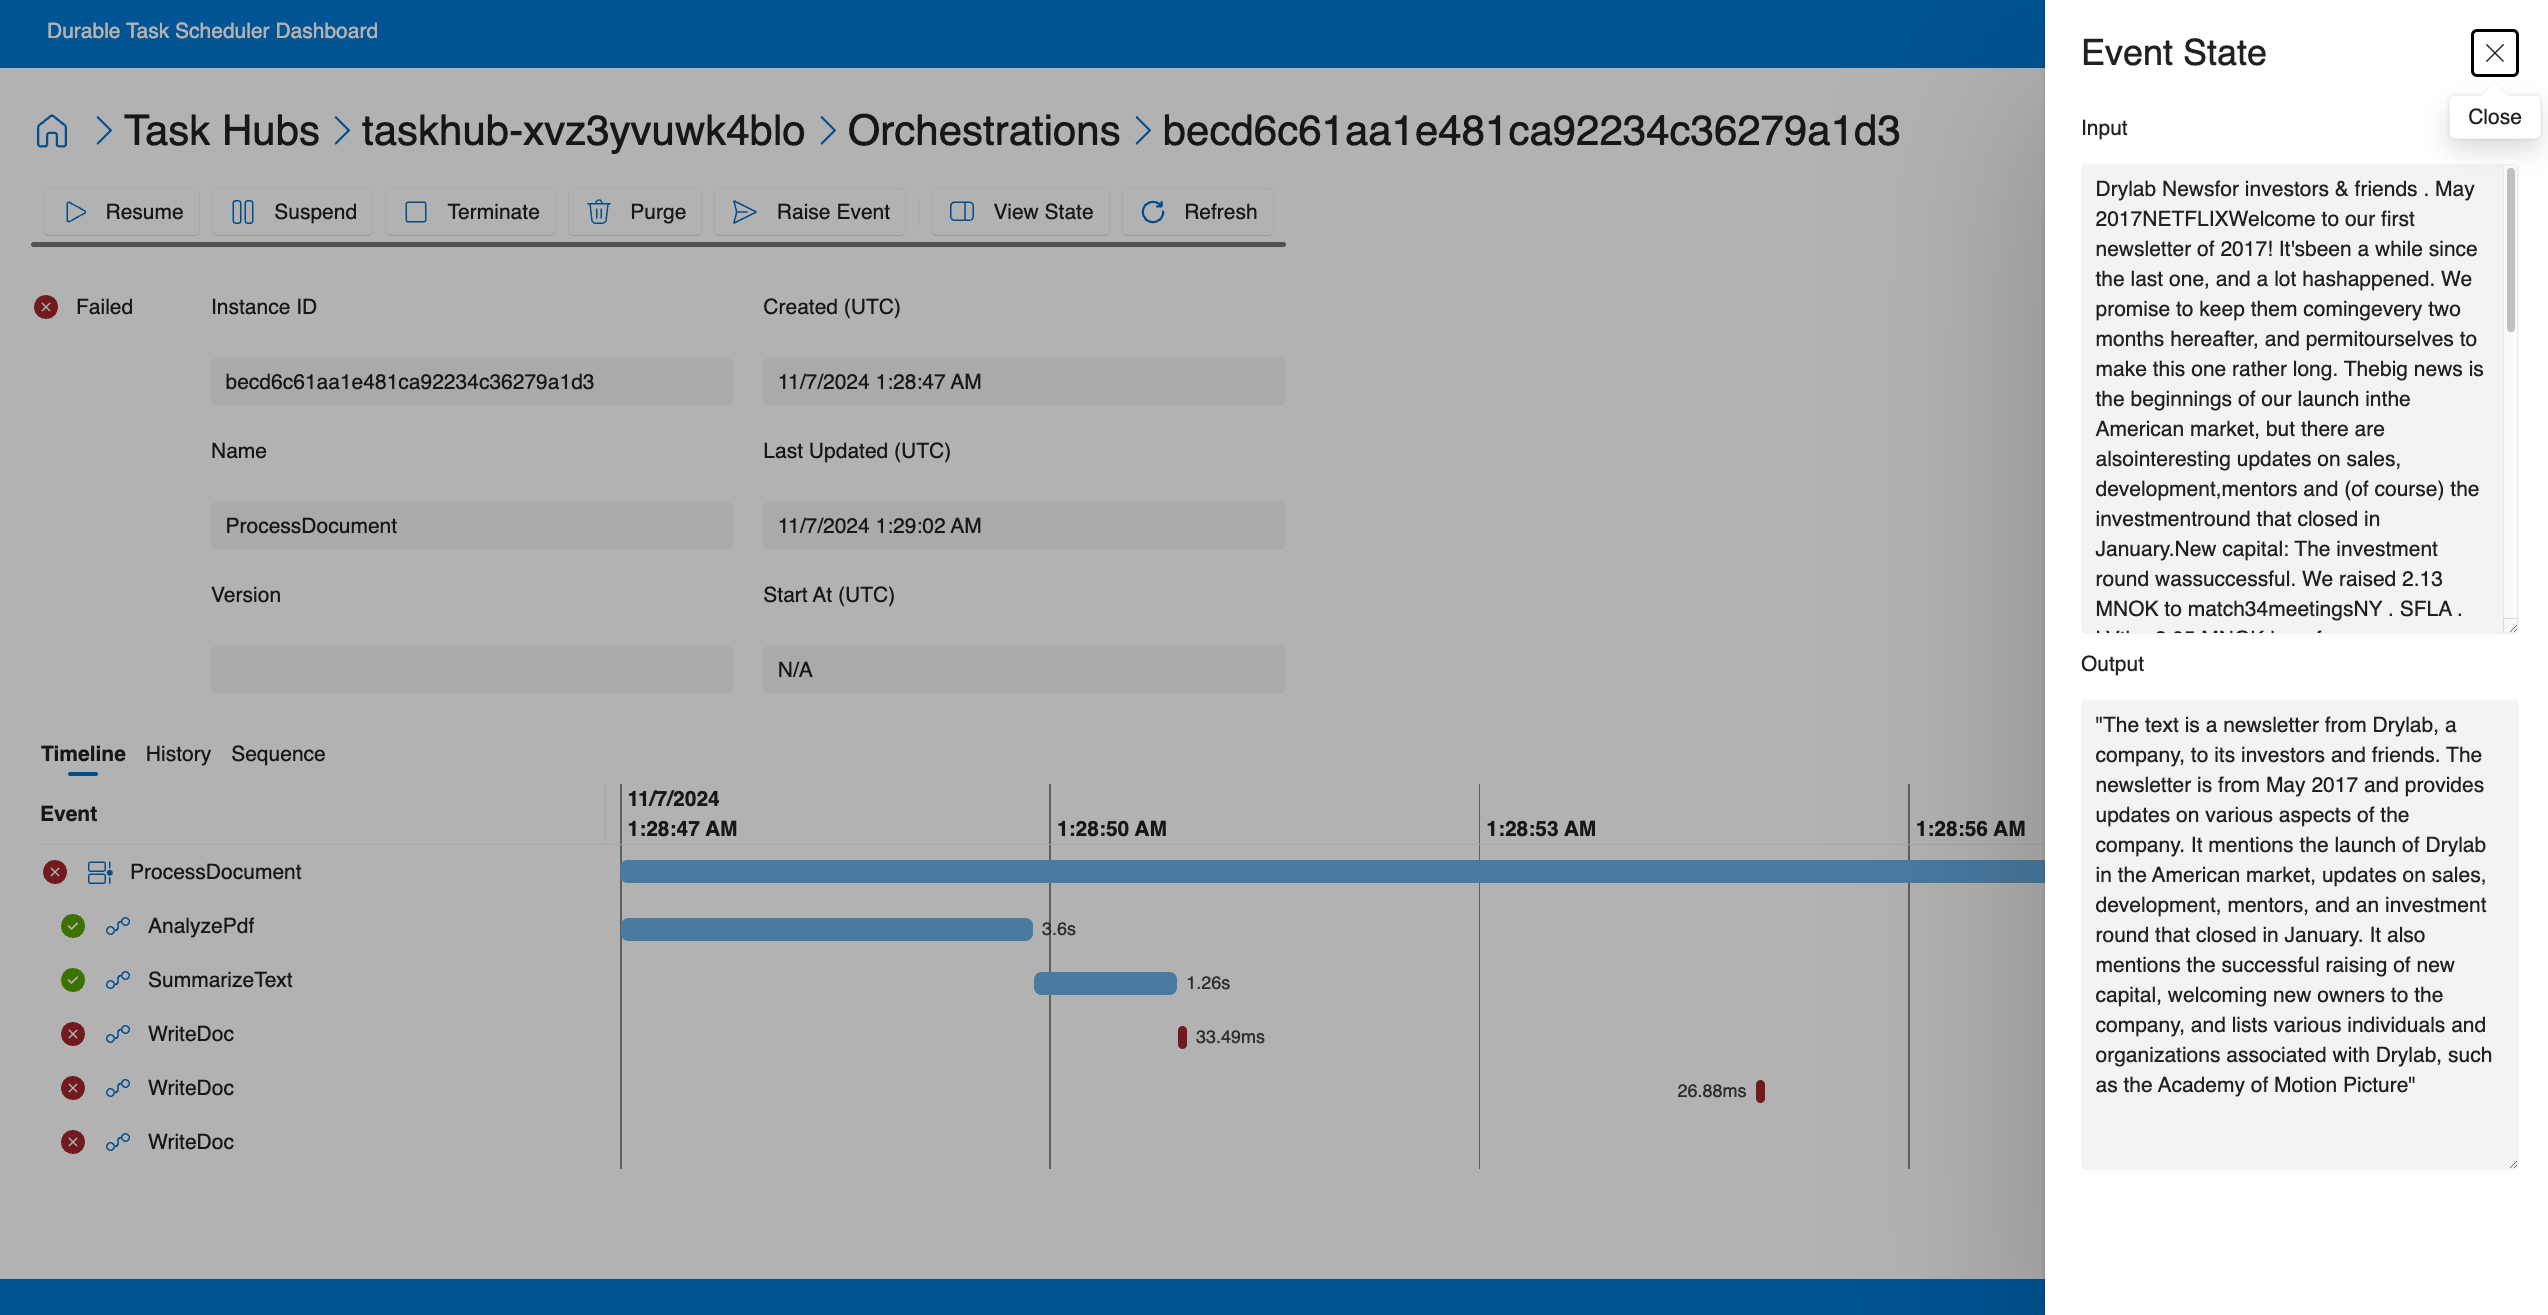 Durable Task Scheduler Dashboard
Task Hubs taskhub-xvz3yvuwk4blo Orchestrations becd6c61aa1e481ca92234c36279a1d3
Resume Suspend Terminate Purge Raise Event View State Refresh
Failed
Instance ID
Created (UTC)
becd6c61aa1e481ca92234c36279a1d3
11/7/2024 1:28:47 AM
Name
Last Updated (UTC)
ProcessDocument
11/7/2024 1:29:02 AM
Version
Start At (UTC)
N/A
Timeline History Sequence
Event
11/7/2024
1:28:47 AM
1:28:50 AM
1:28:53 AM
1:28:56 AM
ProcessDocument
AnalyzePdf
3.6s
SummarizeText
1.26s
WriteDoc
33.49ms
WriteDoc
26.88ms
WriteDoc
Event State
Close
Input
Drylab Newsfor investors & friends . May
2017NETFLIXWelcome to our first
newsletter of 2017! It'sbeen a while since
the last one, and a lot hashappened. We
promise to keep them comingevery two
months hereafter, and permitourselves to
make this one rather long. Thebig news is
the beginnings of our launch inthe
American market, but there are
alsointeresting updates on sales,
development,mentors and (of course) the
investmentround that closed in
January.New capital: The investment
round wassuccessful. We raised 2.13
MNOK to match34meetingsNY . SFLA .
Output
"The text is a newsletter from Drylab, a
company, to its investors and friends. The
newsletter is from May 2017 and provides
updates on various aspects of the
company. It mentions the launch of Drylab
in the American market, updates on sales,
development, mentors, and an investment
round that closed in January. It also
mentions the successful raising of new
capital, welcoming new owners to the
company, and lists various individuals and
organizations associated with Drylab, such
as the Academy of Motion Picture"